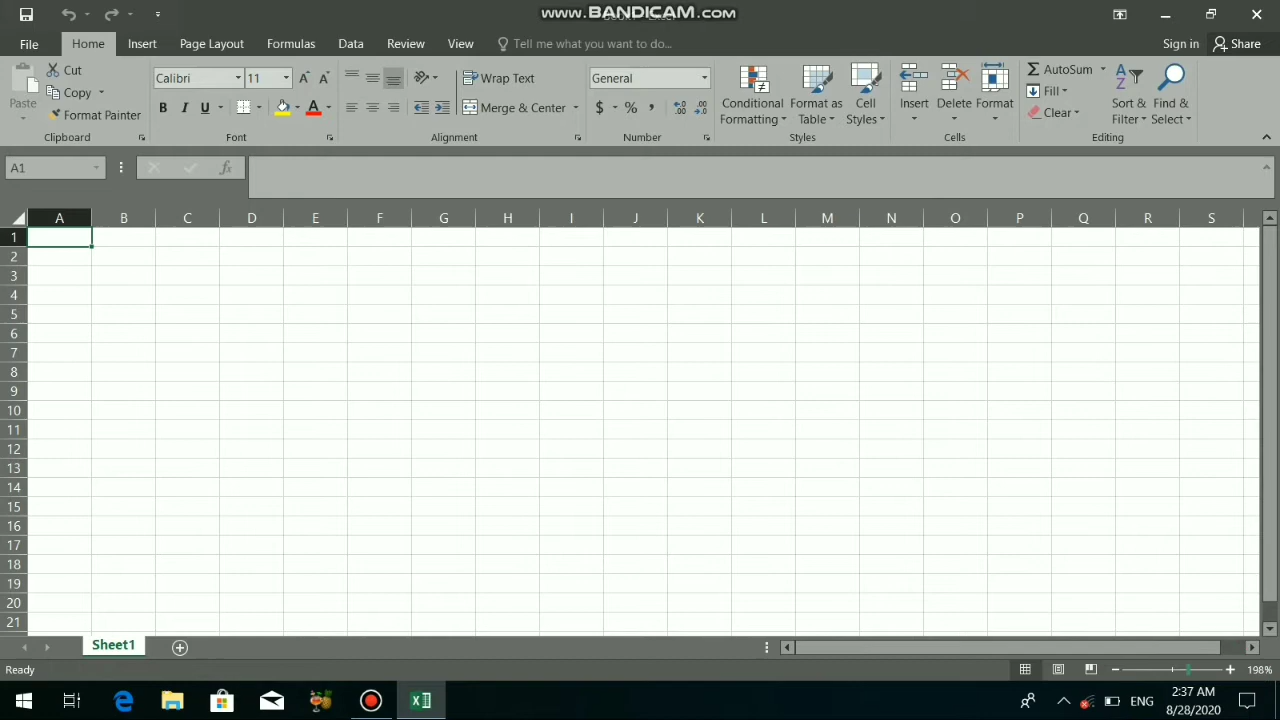 www.BANDICAM.com
File Home Insert Page Layout Formulas Data Review View Tell me what you want to do... Sign in Share
Paste
Cut
Copy
Format Painter
Clipboard
Calibri 11
B I U A
Font
Wrap Text
Merge & Center
Alignment
General
$ % ,
Number
Conditional Formatting
Format as Table
Cell Styles
Styles
Insert Delete Format
Cells
AutoSum
Fill
Clear
Sort & Filter
Find & Select
Editing
A1 fx
A B C D E F G H I J K L M N O P Q R S
1
2
3
4
5
6
7
8
9
10
11
12
13
14
15
16
17
18
19
20
21
Sheet1
Ready 198%
ENG 2:37 AM
8/28/2020